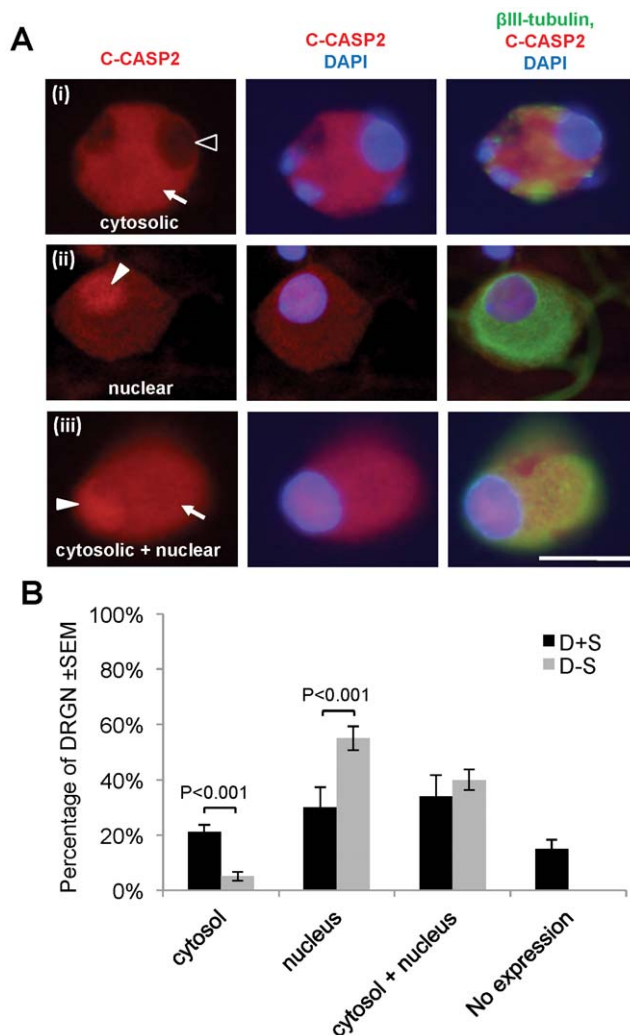 A
C-CASP2
C-CASP2
DAPI
βIII-tubulin,
C-CASP2
DAPI
(i)
cytosolic
(ii)
nuclear
(iii)
cytosolic + nuclear
B
Percentage of DRGN ±SEM
100%
80%
60%
40%
20%
0%
P<0.001
P<0.001
D+S
D-S
cytosol
nucleus
cytosol + nucleus
No expression